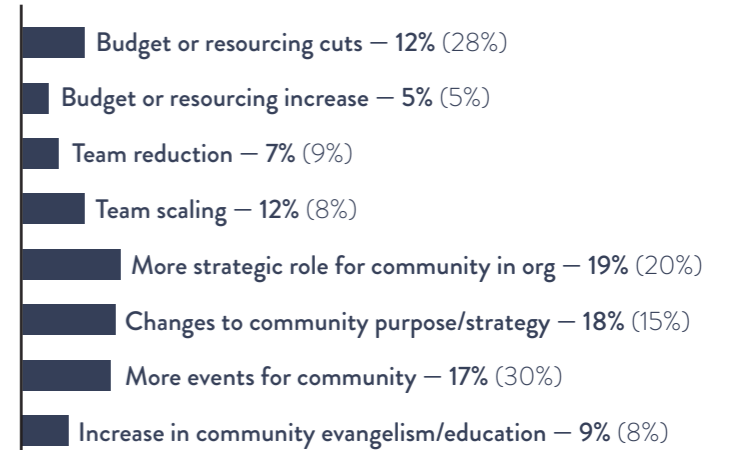 Budget or resourcing cuts — 12% (28%)
Budget or resourcing increase — 5% (5%)
Team reduction — 7% (9%)
Team scaling — 12% (8%)
More strategic role for community in org — 19% (20%)
Changes to community purpose/strategy — 18% (15%)
More events for community — 17% (30%)
Increase in community evangelism/education — 9% (8%)